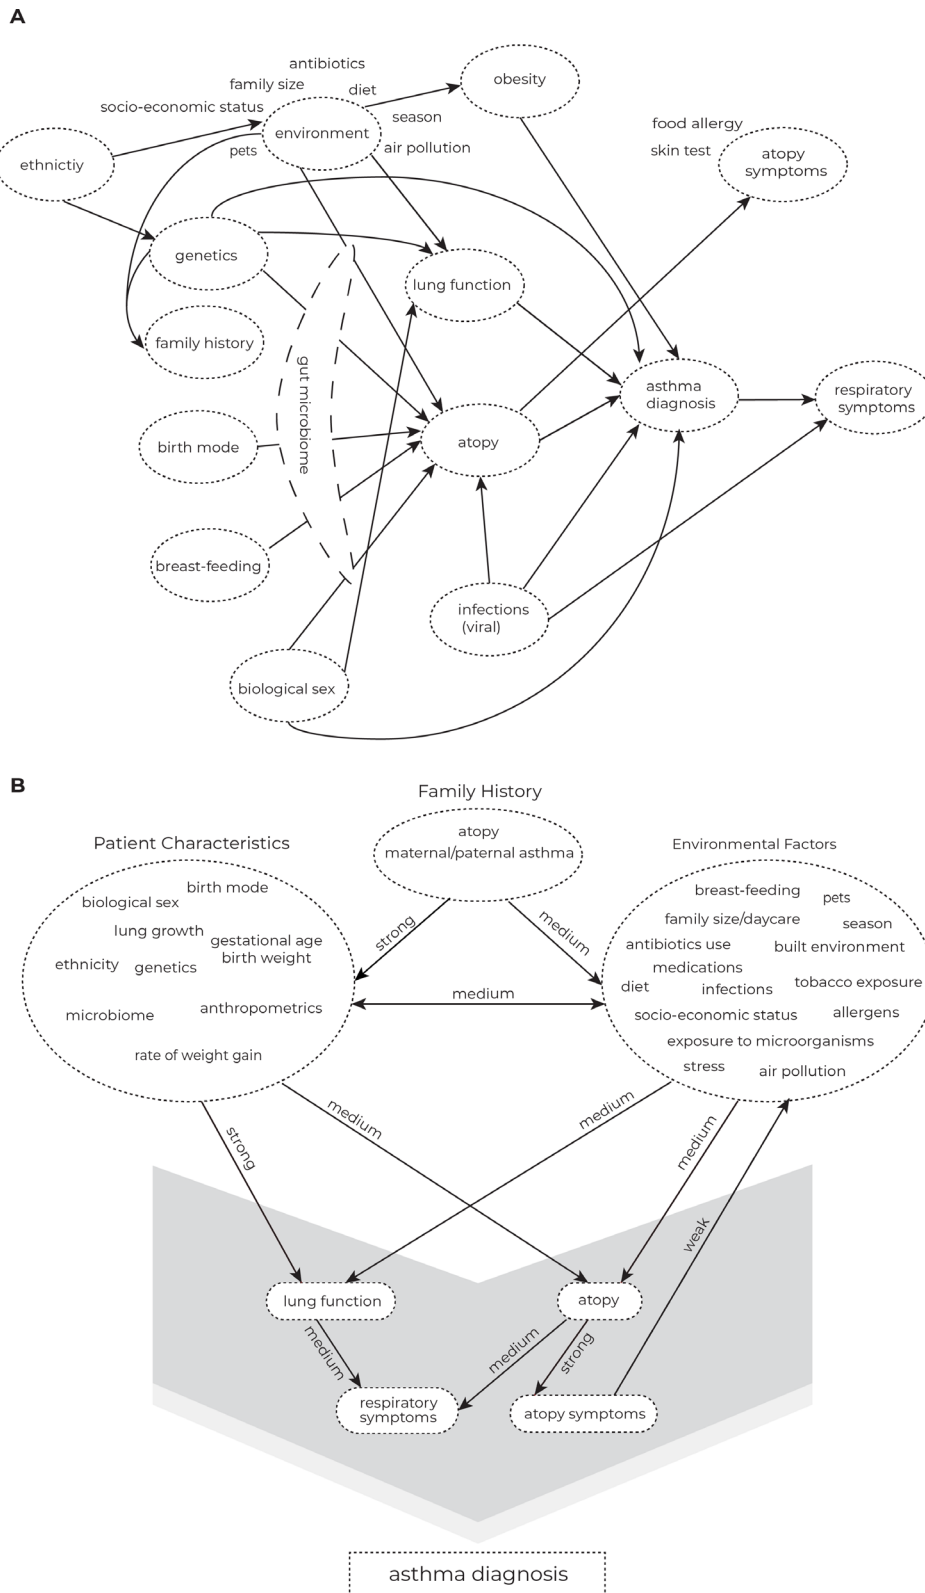 A
antibiotics
family size
diet
obesity
socio-economic status
season
environment
food allergy
pets
air pollution
skin test
atopy
symptoms
ethnictiy
genetics
lung function
family history
gut microbiome
asthma
diagnosis
respiratory
symptoms
birth mode
atopy
breast-feeding
infections
(viral)
biological sex
B
Family History
atopy
maternal/paternal asthma
Patient Characteristics
birth mode
biological sex
lung growth
gestational age
birth weight
ethnicity
genetics
microbiome
anthropometrics
rate of weight gain
Environmental Factors
breast-feeding
pets
family size/daycare
season
antibiotics use
built environment
medications
diet
infections
tobacco exposure
socio-economic status
allergens
exposure to microorganisms
stress
air pollution
strong
medium
medium
strong
medium
medium
medium
weak
lung function
atopy
medium
medium
strong
respiratory
symptoms
atopy symptoms
asthma diagnosis